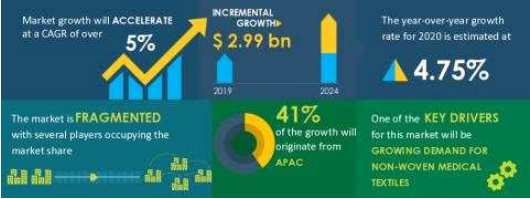 Market growth will ACCELERATE
at a CAGR of over
5%
INCREMENTAL
GROWTH
$ 2.99 bn
2019
2024
The year-over-year growth
rate for 2020 is estimated at
4.75%
The market is FRAGMENTED
with several players occupying the
market share
41%
of the growth will
originate from
APAC
One of the KEY DRIVERS
for this market will be
GROWING DEMAND FOR
NON-WOVEN MEDICAL
TEXTILES